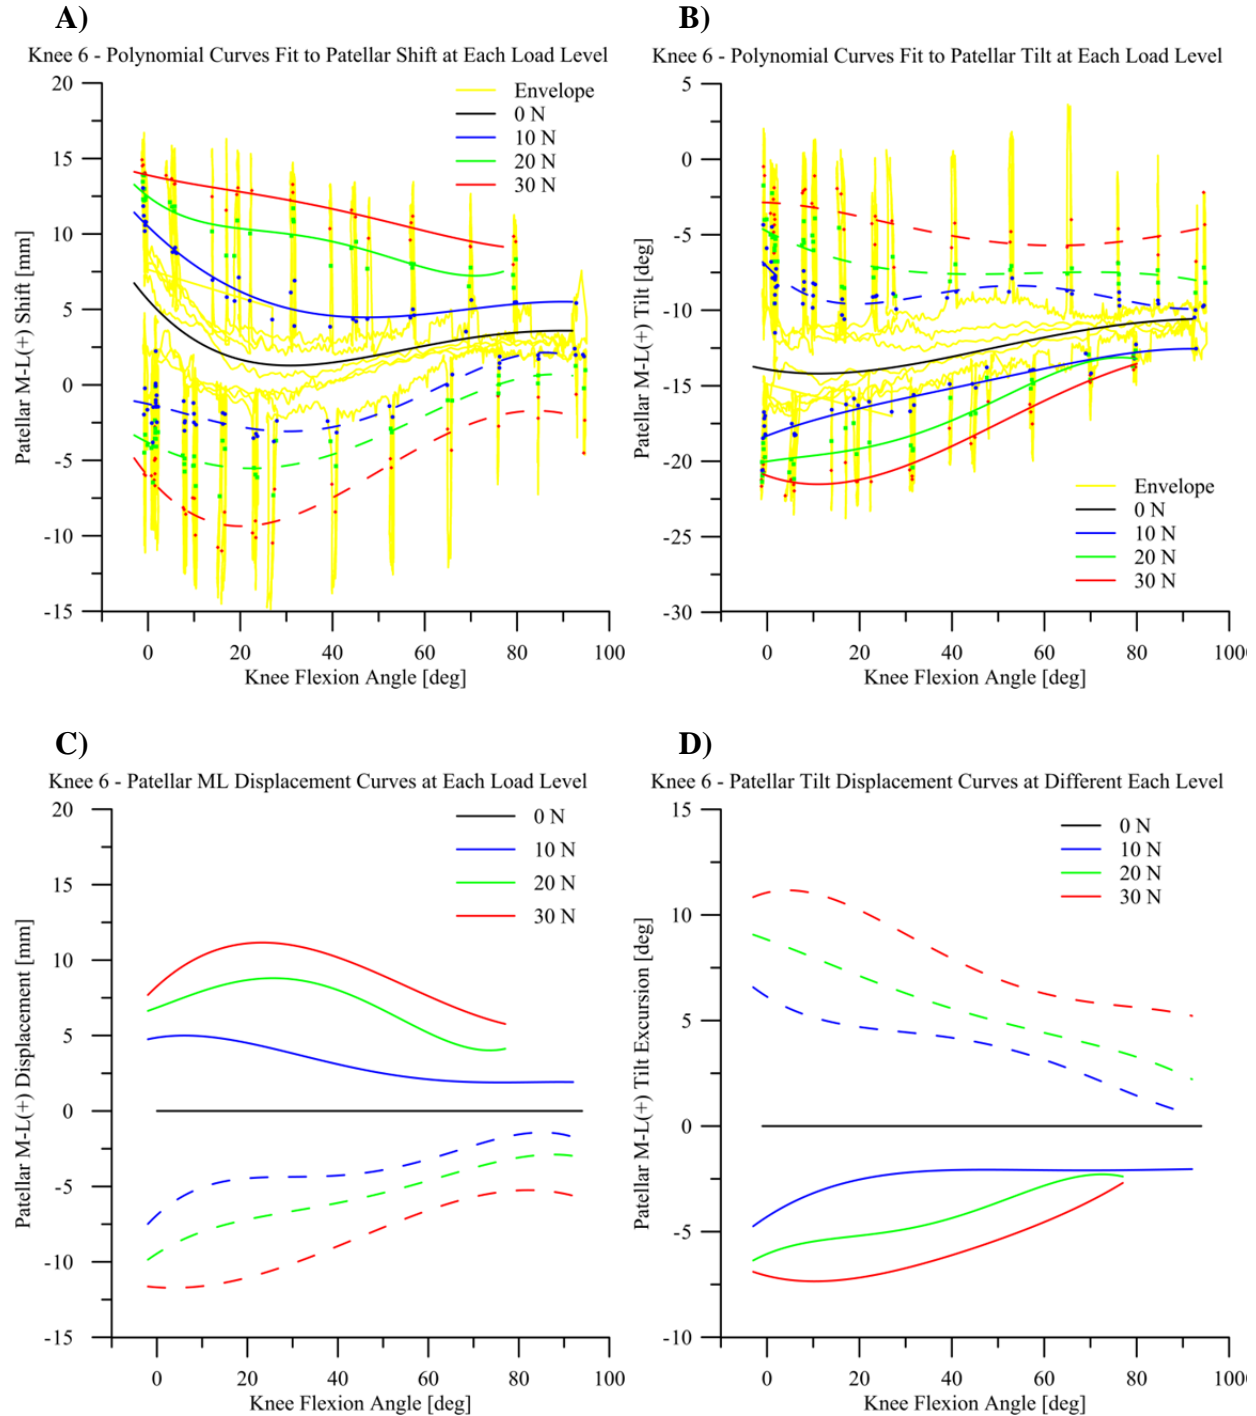 A)
Knee 6 - Polynomial Curves Fit to Patellar Shift at Each Load Level
Patellar M-L(+) Shift [mm]
20
15
10
5
0
-5
-10
-15
Envelope
0 N
10 N
20 N
30 N
0 20 40 60 80 100
Knee Flexion Angle [deg]
B)
Knee 6 - Polynomial Curves Fit to Patellar Tilt at Each Load Level
Patellar M-L(+) Tilt [deg]
5
0
-5
-10
-15
-20
-25
-30
Envelope
0 N
10 N
20 N
30 N
0 20 40 60 80 1000
Knee Flexion Angle [deg]
C)
Knee 6 - Patellar ML Displacement Curves at Each Load Level
Patellar M-L(+) Displacement [mm]
20
15
10
5
0
-5
-10
-15
0 N
10 N
20 N
30 N
0 20 40 60 80 100
Knee Flexion Angle [deg]
D)
Knee 6 - Patellar Tilt Displacement Curves at Different Each Level
Patellar M-L(+) Tilt Excursion [deg]
15
10
5
0
-5
-10
0 N
10 N
20 N
30 N
0 20 40 60 80 1000
Knee Flexion Angle [deg]